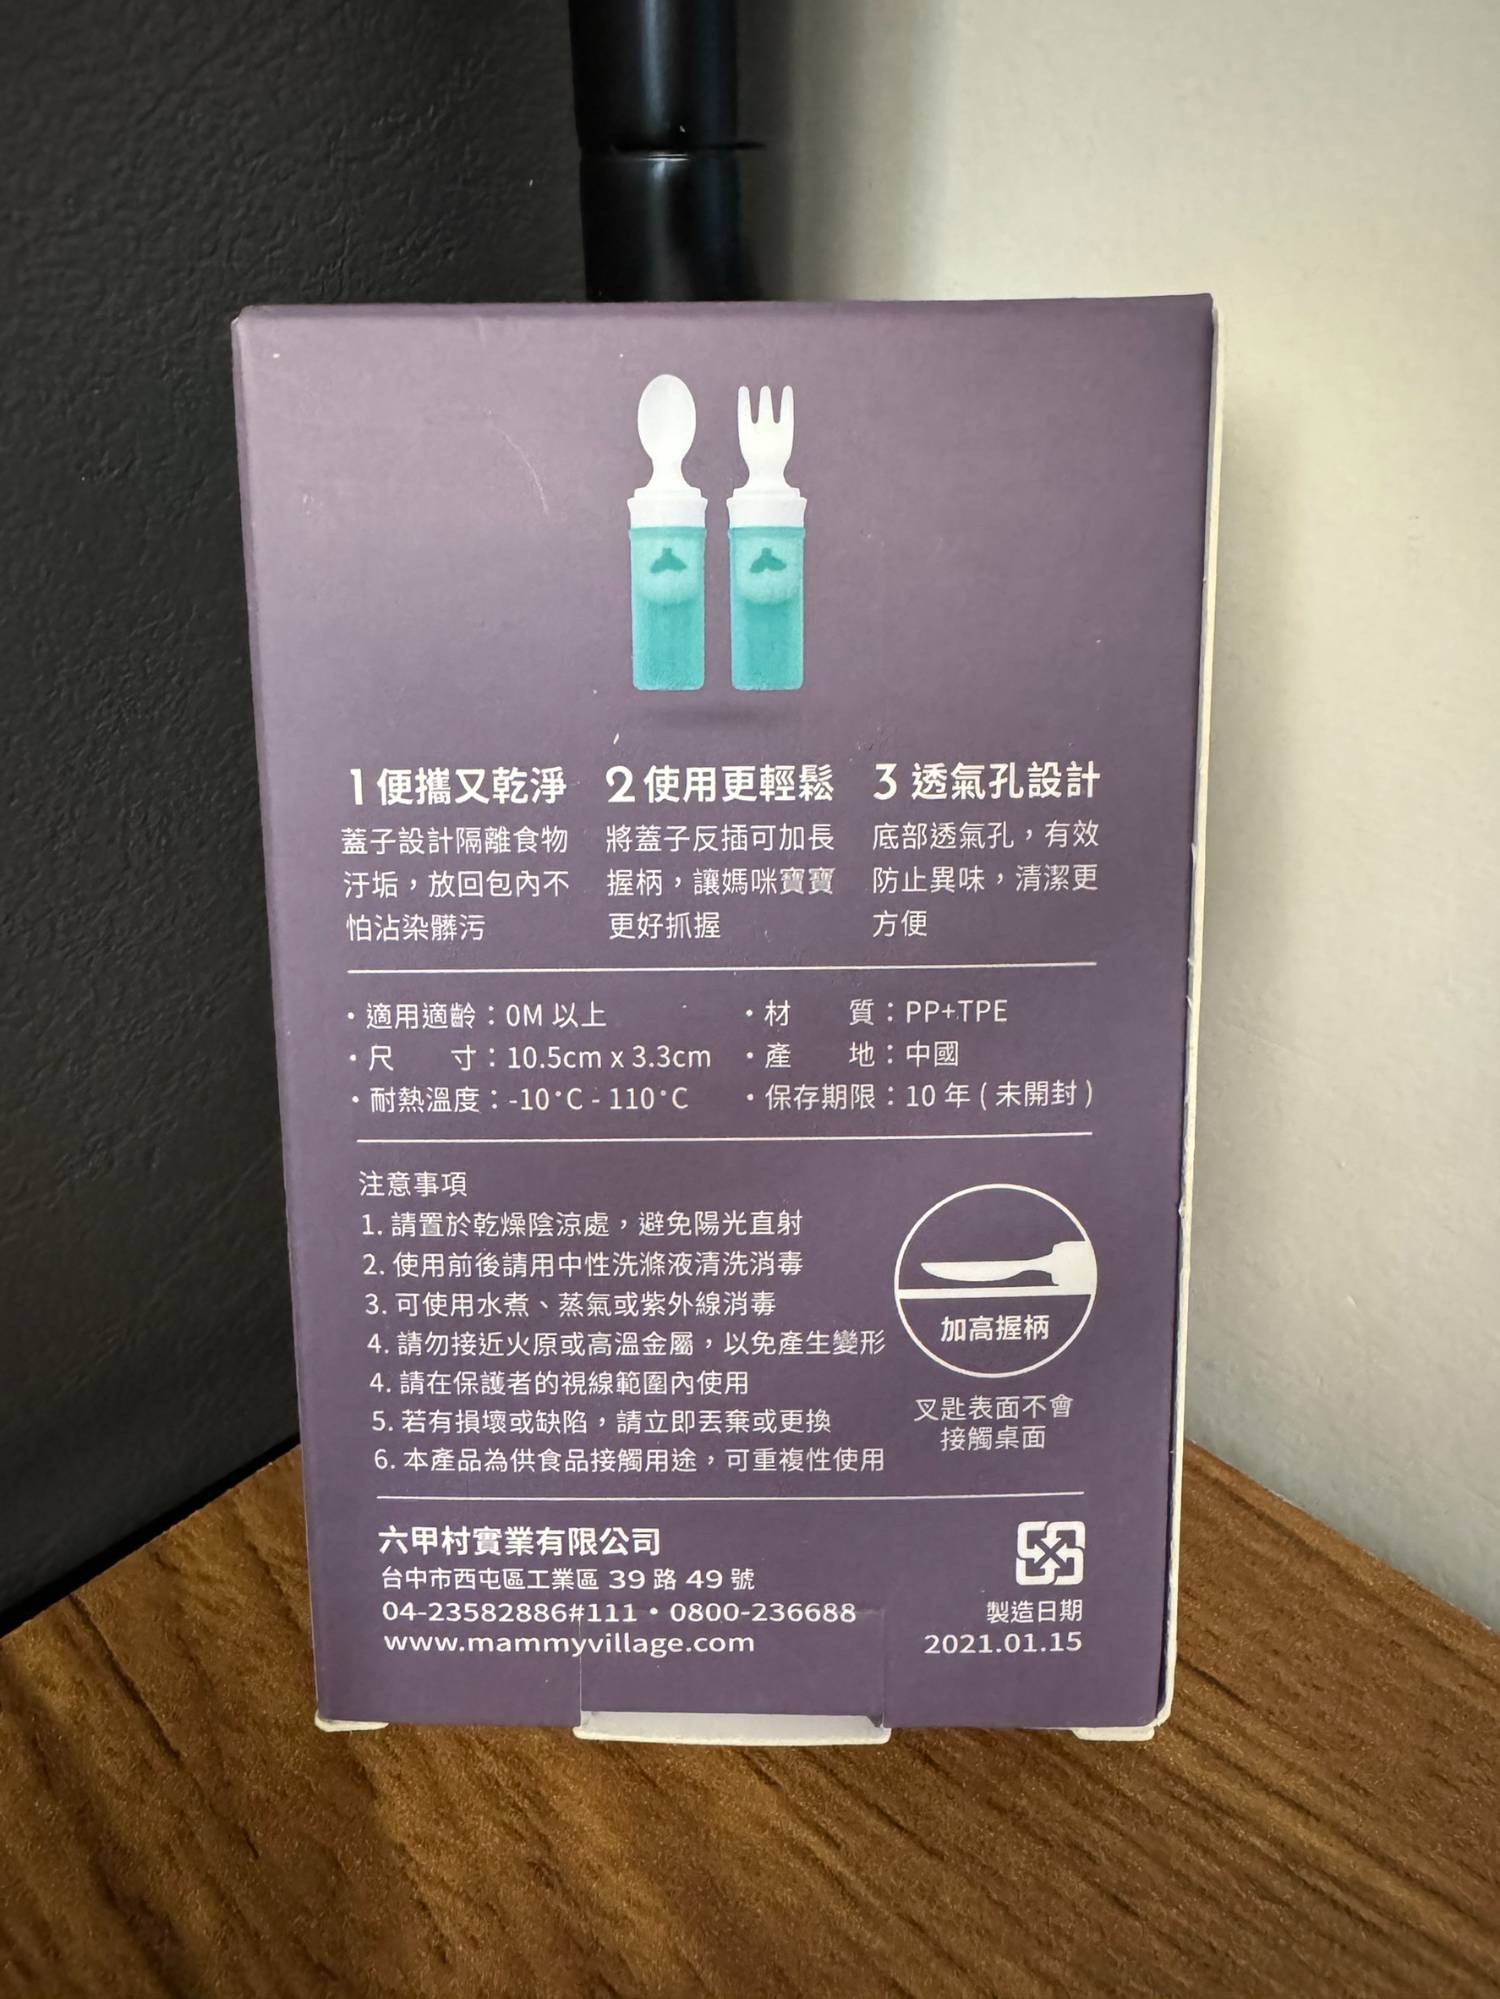 1 便攜又乾淨
蓋子設計隔離食物
汙垢，放回包內不
怕沾染髒污
2 使用更輕鬆
將蓋子反插可加長
握柄，讓媽咪寶寶
更好抓握
3 透氣孔設計
底部透氣孔，有效
防止異味，清潔更
方便
・適用適齡：0M 以上
・尺　　寸：10.5cm x 3.3cm
・耐熱溫度：-10°C - 110°C
・材　　質：PP+TPE
・產　　地：中國
・保存期限：10 年 ( 未開封 )
注意事項
1. 請置於乾燥陰涼處，避免陽光直射
2. 使用前後請用中性洗滌液清洗消毒
3. 可使用水煮、蒸氣或紫外線消毒
4. 請勿接近火原或高溫金屬，以免產生變形
4. 請在保護者的視線範圍內使用
5. 若有損壞或缺陷，請立即丟棄或更換
6. 本產品為供食品接觸用途，可重複性使用
加高握柄
叉匙表面不會
接觸桌面
六甲村實業有限公司
台中市西屯區工業區 39 路 49 號
04-23582886#111・0800-236688
www.mammyvillage.com
製造日期
2021.01.15